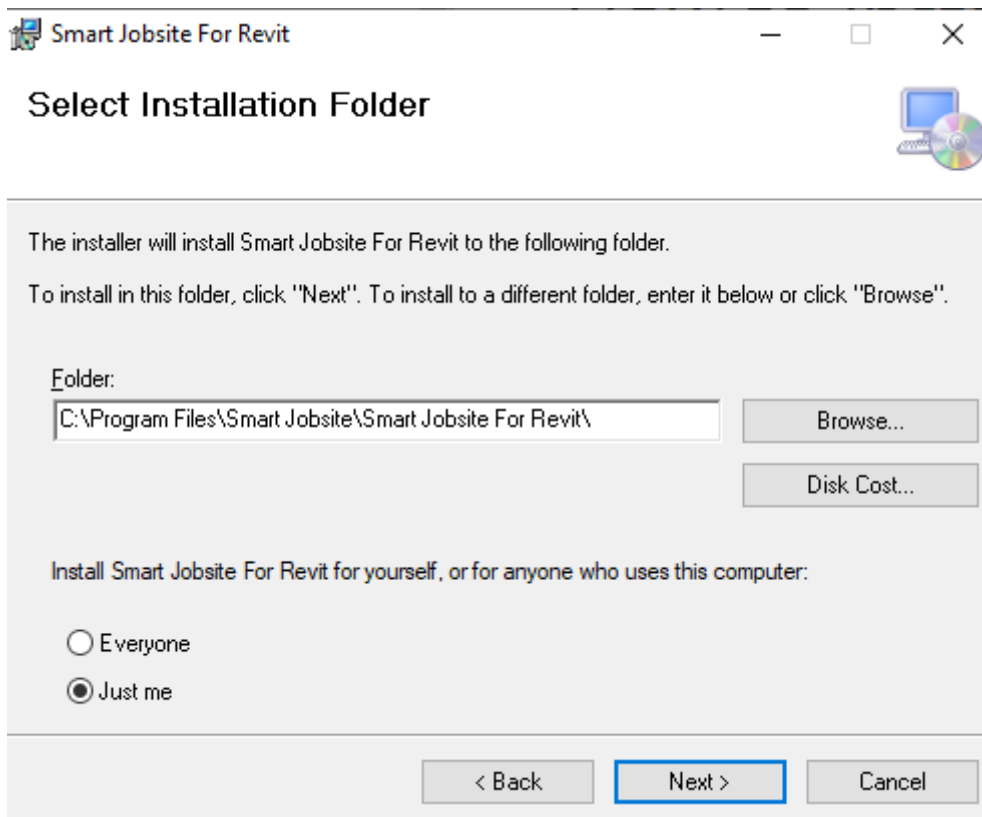 Smart Jobsite For Revit
Select Installation Folder
The installer will install Smart Jobsite For Revit to the following folder.
To install in this folder, click "Next". To install to a different folder, enter it below or click "Browse".
Folder:
C:\Program Files\Smart Jobsite\Smart Jobsite For Revit\
Browse...
Disk Cost...
Install Smart Jobsite For Revit for yourself, or for anyone who uses this computer:
Everyone
Just me
< Back
Next >
Cancel